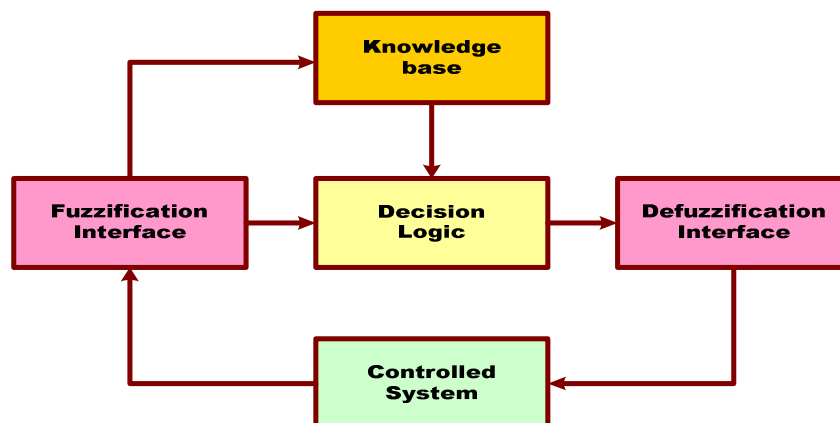 Knowledge
base
Fuzzification
Interface
Decision
Logic
Defuzzification
Interface
Controlled
System